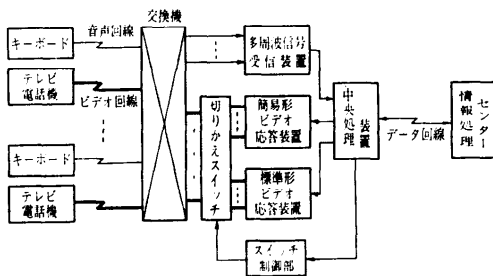 交換機
音声回線
キーボード
テレビ
電話機
ビデオ回線
キーボード
テレビ
電話機
切りかえスイッチ
多周波信号
受信装置
簡易形
ビデオ
応答装置
標準形
ビデオ
応答装置
スイッチ
制御部
中央処理
装置
データ回線
情報処理
センター